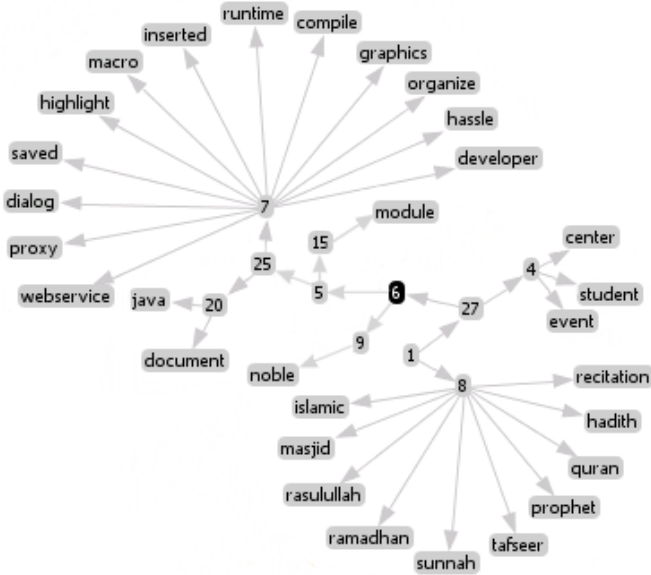 runtime
compile
inserted
graphics
macro
organize
highlight
hassle
saved
developer
dialog
7
module
proxy
15
center
25
4
webservice
java
20
5
6
27
student
event
9
1
document
noble
8
recitation
islamic
hadith
masjid
quran
rasulullah
prophet
ramadhan
tafseer
sunnah